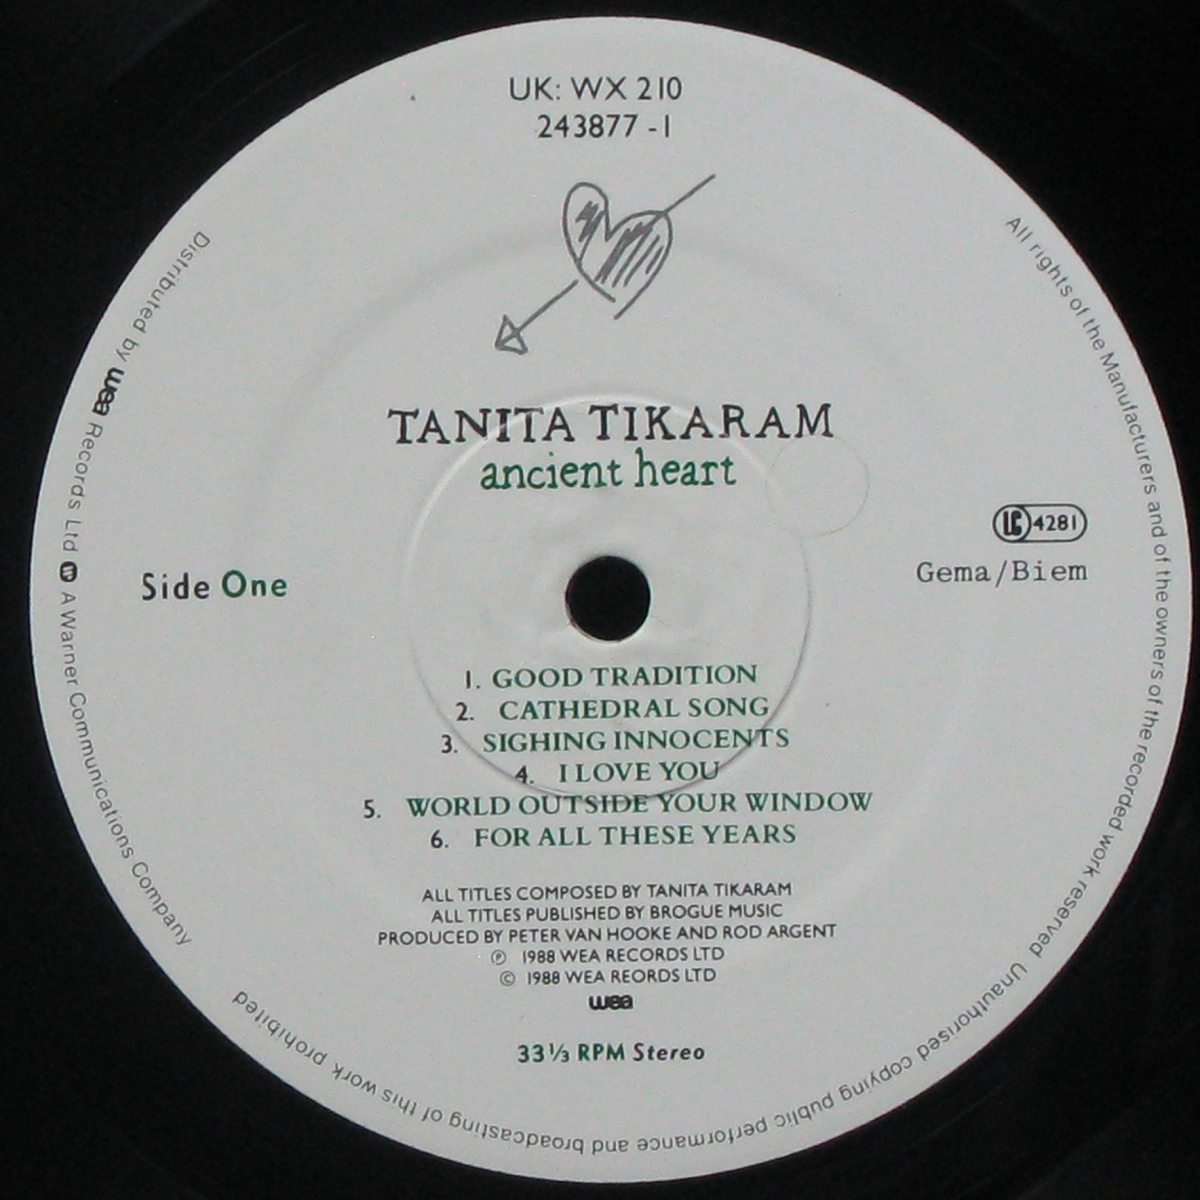 UK: WX 210
243877 -1
TANITA TIKARAM
ancient heart
LC 4281
Gema/Biem
Side One
1. GOOD TRADITION
2. CATHEDRAL SONG
3. SIGHING INNOCENTS
4. I LOVE YOU
5. WORLD OUTSIDE YOUR WINDOW
6. FOR ALL THESE YEARS
ALL TITLES COMPOSED BY TANITA TIKARAM
ALL TITLES PUBLISHED BY BROGUE MUSIC
PRODUCED BY PETER VAN HOOKE AND ROD ARGENT
℗ 1988 WEA RECORDS LTD
© 1988 WEA REORDS LTD
wea
33⅓ RPM Stereo
Distributed by wea Records Ltd W A Warner Communications Company
All rights of the Manufacturers and of the owners of the recorded work reserved Unauthorised copying public performance and broadcasting of this work prohibited